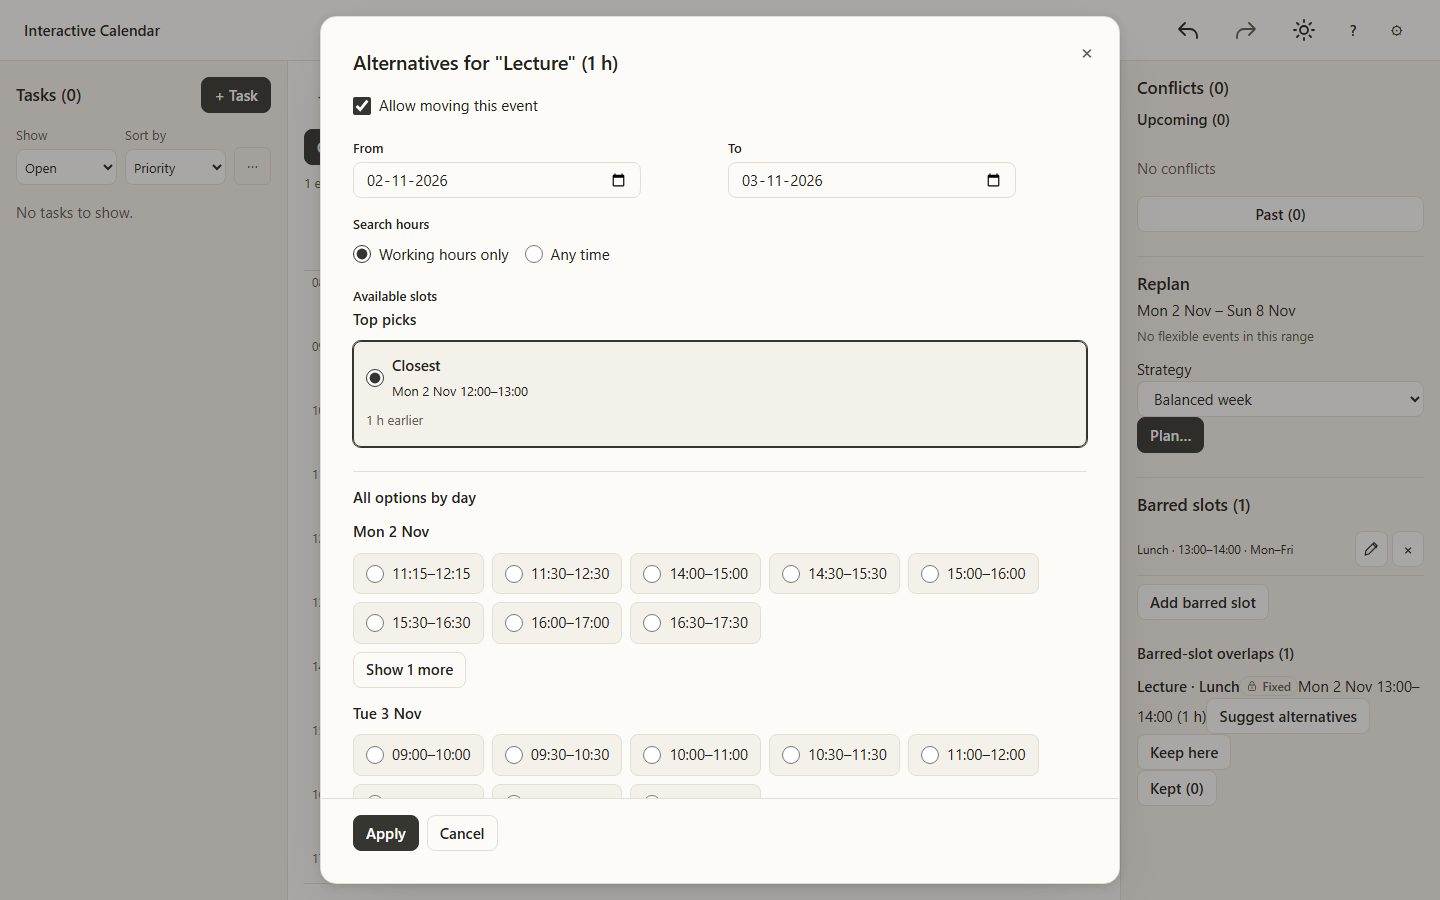 Interactive Calendar
?
Tasks (0)
+ Task
Show
Sort by
Open
Priority
...
No tasks to show.
Alternatives for "Lecture" (1 h)
×
Allow moving this event
From
To
02-11-2026
03-11-2026
Search hours
Working hours only
Any time
Available slots
Top picks
Closest
Mon 2 Nov 12:00–13:00
1 h earlier
All options by day
Mon 2 Nov
11:15–12:15
11:30–12:30
14:00–15:00
14:30–15:30
15:00–16:00
15:30–16:30
16:00–17:00
16:30–17:30
Show 1 more
Tue 3 Nov
09:00–10:00
09:30–10:30
10:00–11:00
10:30–11:30
11:00–12:00
Apply
Cancel
Conflicts (0)
Upcoming (0)
No conflicts
Past (0)
Replan
Mon 2 Nov – Sun 8 Nov
No flexible events in this range
Strategy
Balanced week
Plan...
Barred slots (1)
Lunch · 13:00–14:00 · Mon–Fri
×
Add barred slot
Barred-slot overlaps (1)
Lecture · Lunch Fixed Mon 2 Nov 13:00–
14:00 (1 h) Suggest alternatives
Keep here
Kept (0)